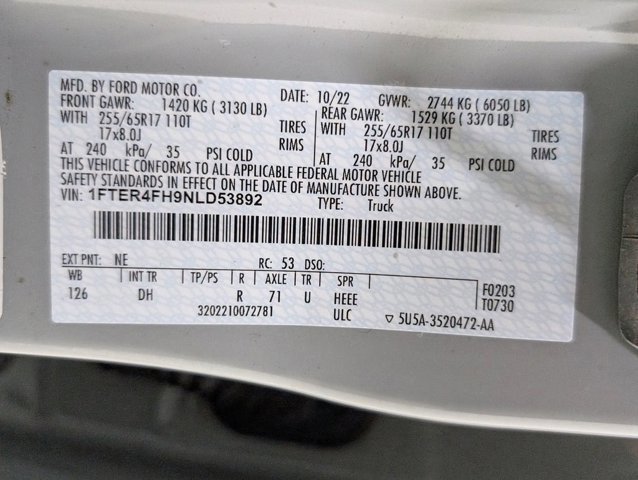 MFD. BY FORD MOTOR CO.
DATE: 10/22 GVWR: 2744 KG ( 6050 LB)
FRONT GAWR: 1420 KG ( 3130 LB) REAR GAWR: 1529 KG ( 3370 LB)
WITH 255/65R17 110T TIRES WITH 255/65R17 110T TIRES
17x8.0J RIMS 17x8.0J RIMS
AT 240 kPa/ 35 PSI COLD AT 240 kPa/ 35 PSI COLD
THIS VEHICLE CONFORMS TO ALL APPLICABLE FEDERAL MOTOR VEHICLE
SAFETY STANDARDS IN EFFECT ON THE DATE OF MANUFACTURE SHOWN ABOVE.
VIN: 1FTER4FH9NLD53892 TYPE: Truck
EXT PNT: NE RC: 53 DSO:
WB INT TR TP/PS R AXLE TR SPR F0203
126 DH R 71 U HEEE T0730
3202210072781 ULC ▽ 5U5A-3520472-AA